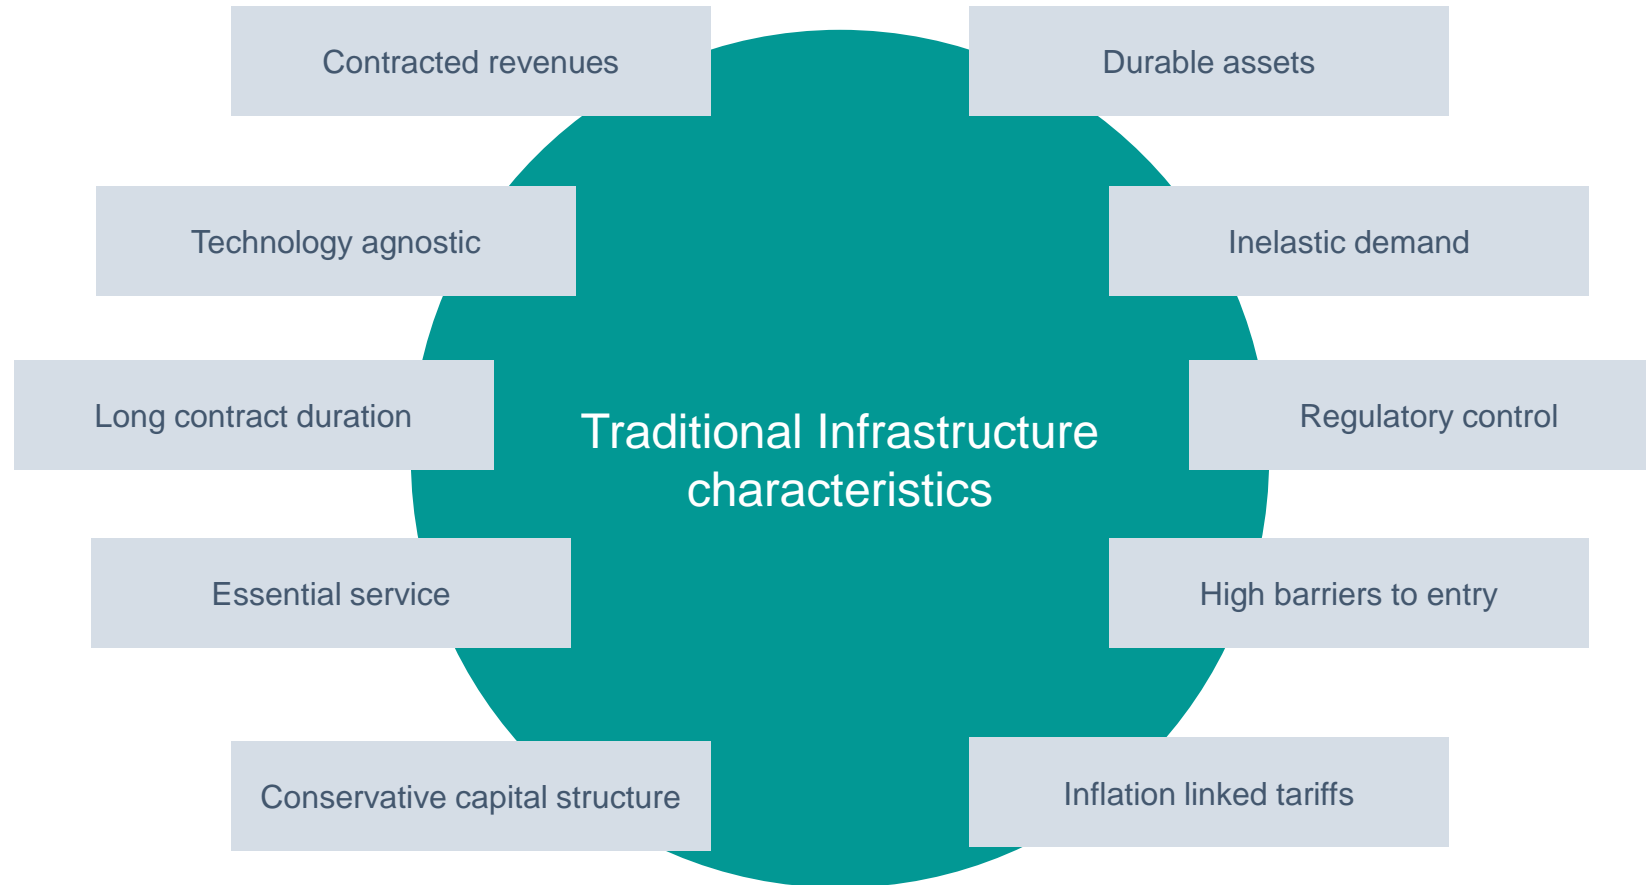 Contracted revenues
Durable assets
Technology agnostic
Inelastic demand
Long contract duration
Regulatory control
Traditional Infrastructure
characteristics
Essential service
High barriers to entry
Conservative capital structure
Inflation linked tariffs